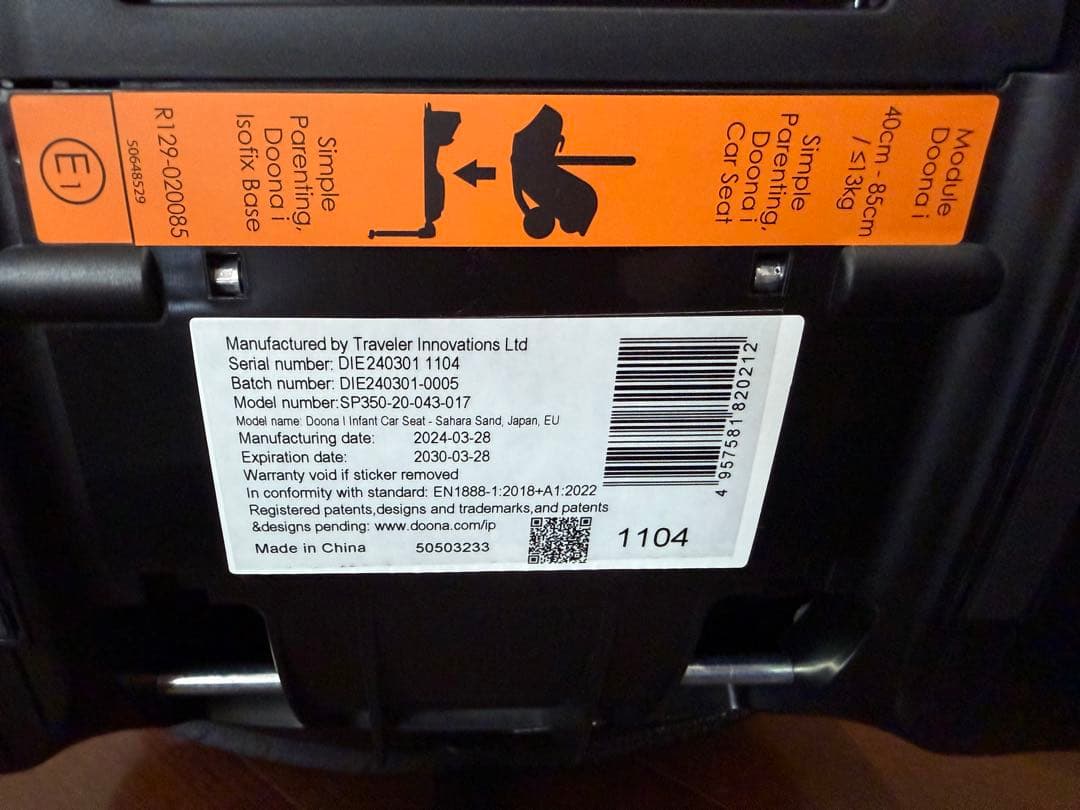 Module
Doona i
40cm - 85cm
/ ≤13kg
Simple
Parenting,
Doona i
Car Seat
Simple
Parenting,
Doona i
Isofix Base
R129-020085
50648529
E1
Manufactured by Traveler Innovations Ltd
Serial number: DIE240301 1104
Batch number: DIE240301-0005
Model number:SP350-20-043-017
Model name: Doona I Infant Car Seat - Sahara Sand, Japan, EU
Manufacturing date: 2024-03-28
Expiration date: 2030-03-28
Warranty void if sticker removed
In conformity with standard: EN1888-1:2018+A1:2022
Registered patents,designs and trademarks,and patents
&designs pending: www.doona.com/ip
Made in China 50503233
1104
4 957581 820212